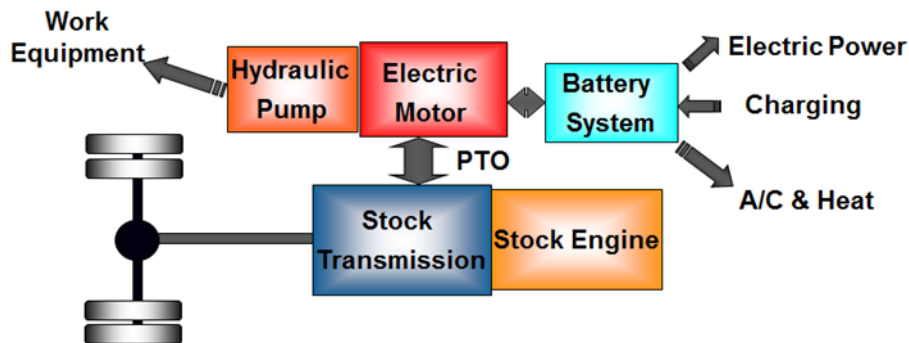 Work
Equipment
Hydraulic
Pump
Electric
Motor
Battery
System
Electric Power
Charging
A/C & Heat
PTO
Stock
Transmission
Stock Engine